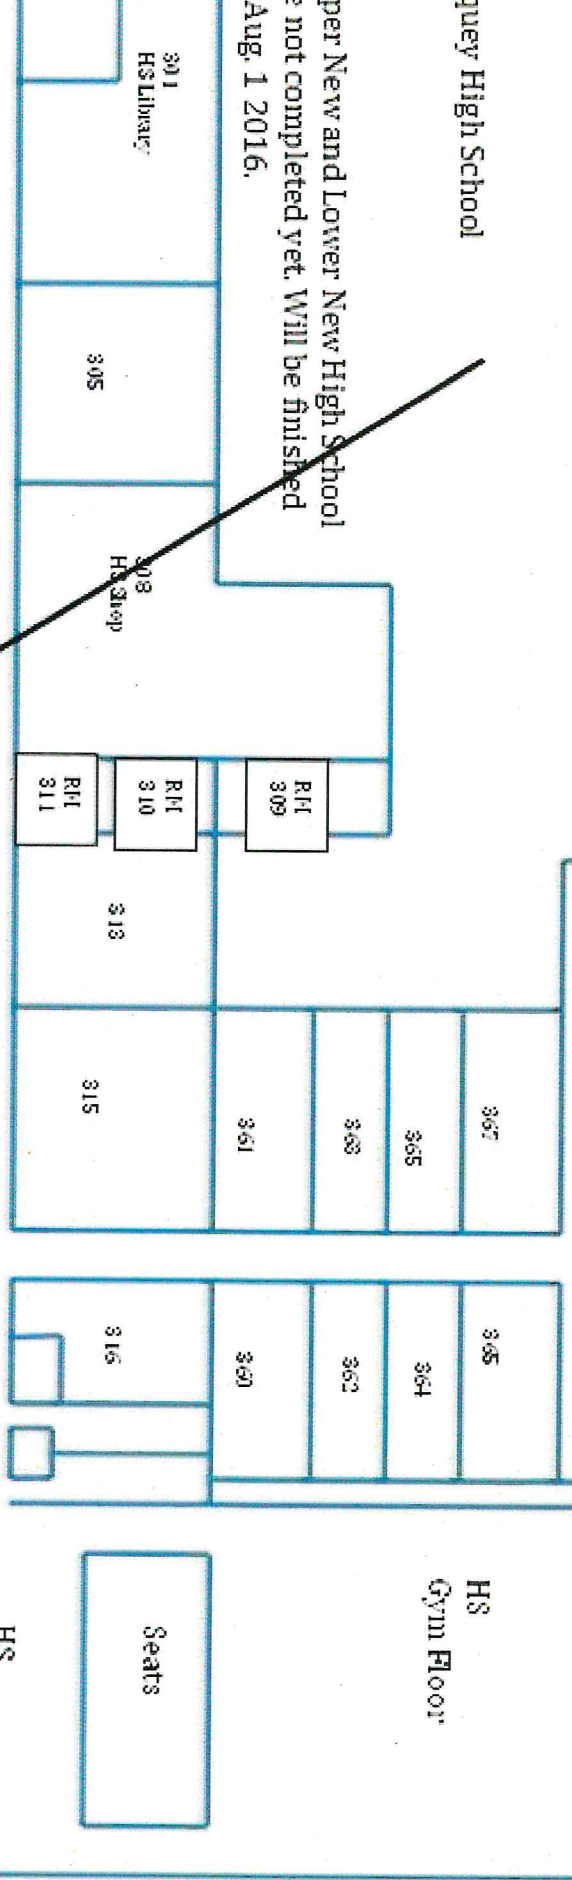 quey High School
per New and Lower New High School
e not completed yet. Will be finished
Aug. 1 2016.
301
HS Library
305
308
HS Shop
RM
309
RM
310
RM
311
313
315
361
363
365
367
316
360
362
364
365
HS
Gym Floor
Seats
HS